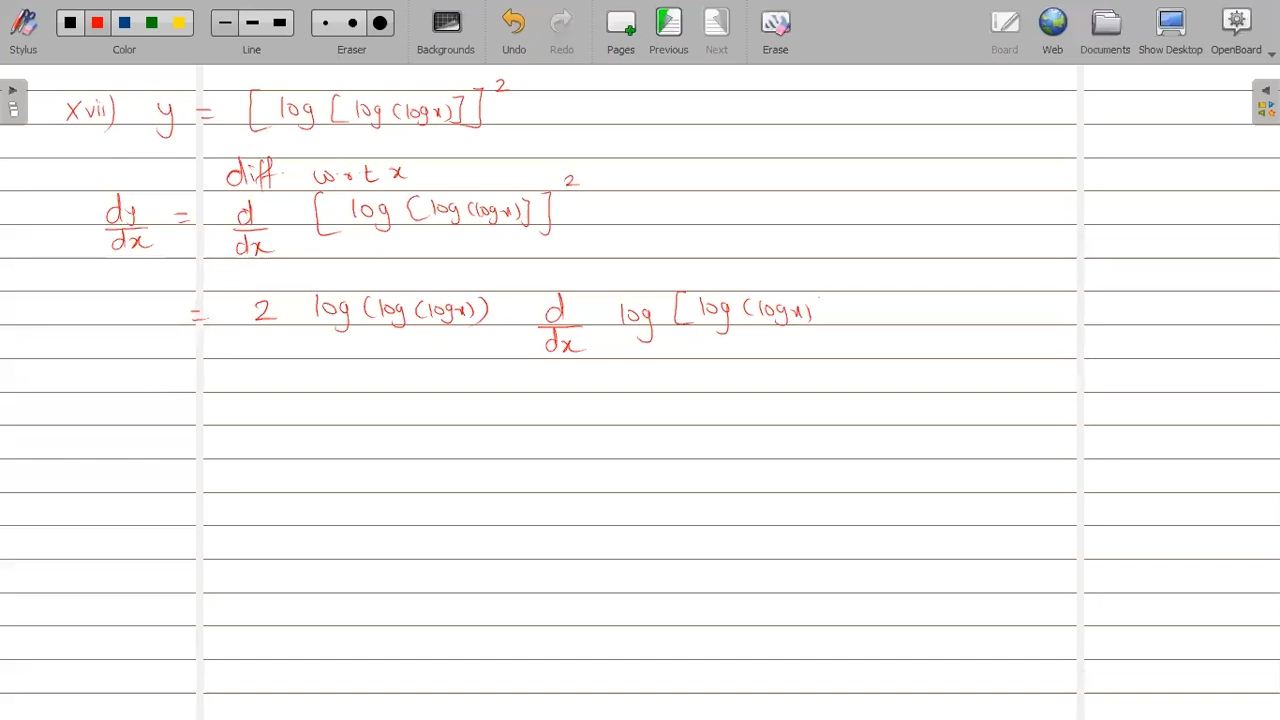 Stylus Color Line Eraser Backgrounds Undo Redo Pages Previous Next Erase Board Web Documents Show Desktop OpenBoard
xvii) y = [log [log (log x)]]²
diff. w.r.t x
dy/dx = d/dx [log [log (log x)]]²
= 2 log (log (log x)) d/dx log [log (log x)